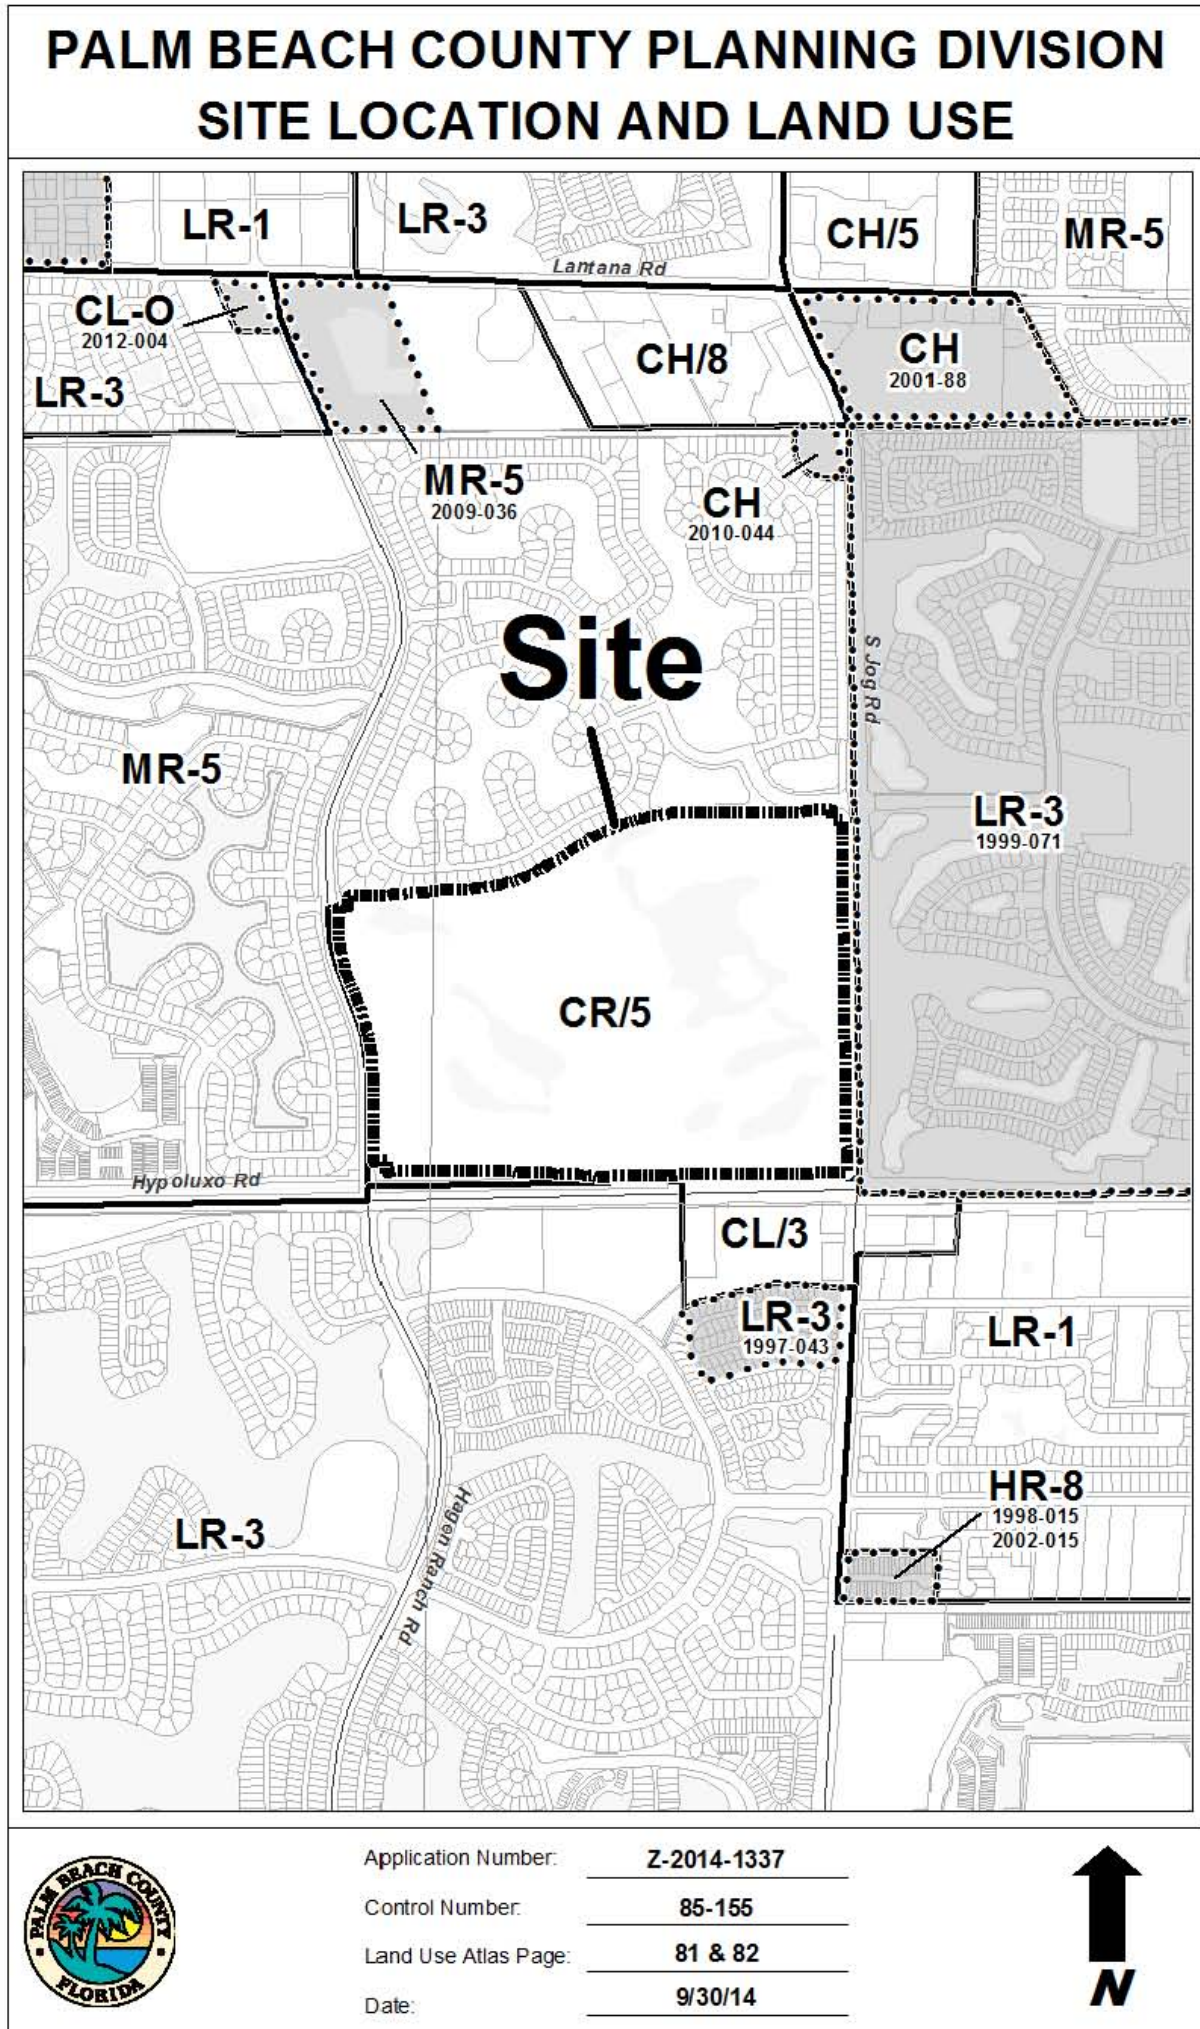 PALM BEACH COUNTY PLANNING DIVISION
SITE LOCATION AND LAND USE
LR-1
LR-3
CH/5
MR-5
Lantana Rd
CL-O
2012-004
LR-3
CH/8
CH
2001-88
MR-5
2009-036
CH
2010-044
Site
S Jog Rd
MR-5
LR-3
1999-071
CR/5
Hypoluxo Rd
CL/3
LR-3
1997-043
LR-1
HR-8
1998-015
2002-015
LR-3
Hagen Ranch Rd
PALM BEACH COUNTY
FLORIDA
Application Number: Z-2014-1337
Control Number: 85-155
Land Use Atlas Page: 81 & 82
Date: 9/30/14
N